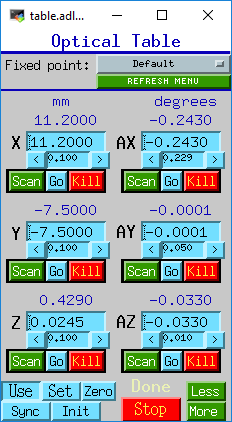 table.adl...
Optical Table
Fixed point: Default
REFRESH MENU
mm degrees
11.2000 -0.2430
X 11.2000 AX -0.2430
< 0.100 > < 0.229 >
Scan Go Kill Scan Go Kill
-7.5000 -0.0001
Y -7.5000 AY -0.0001
< 0.100 > < 0.050 >
Scan Go Kill Scan Go Kill
0.4290 -0.0330
Z 0.0245 AZ -0.0330
< 0.100 > < 0.010 >
Scan Go Kill Scan Go Kill
Use Set Zero Done Less
Sync Init Stop More